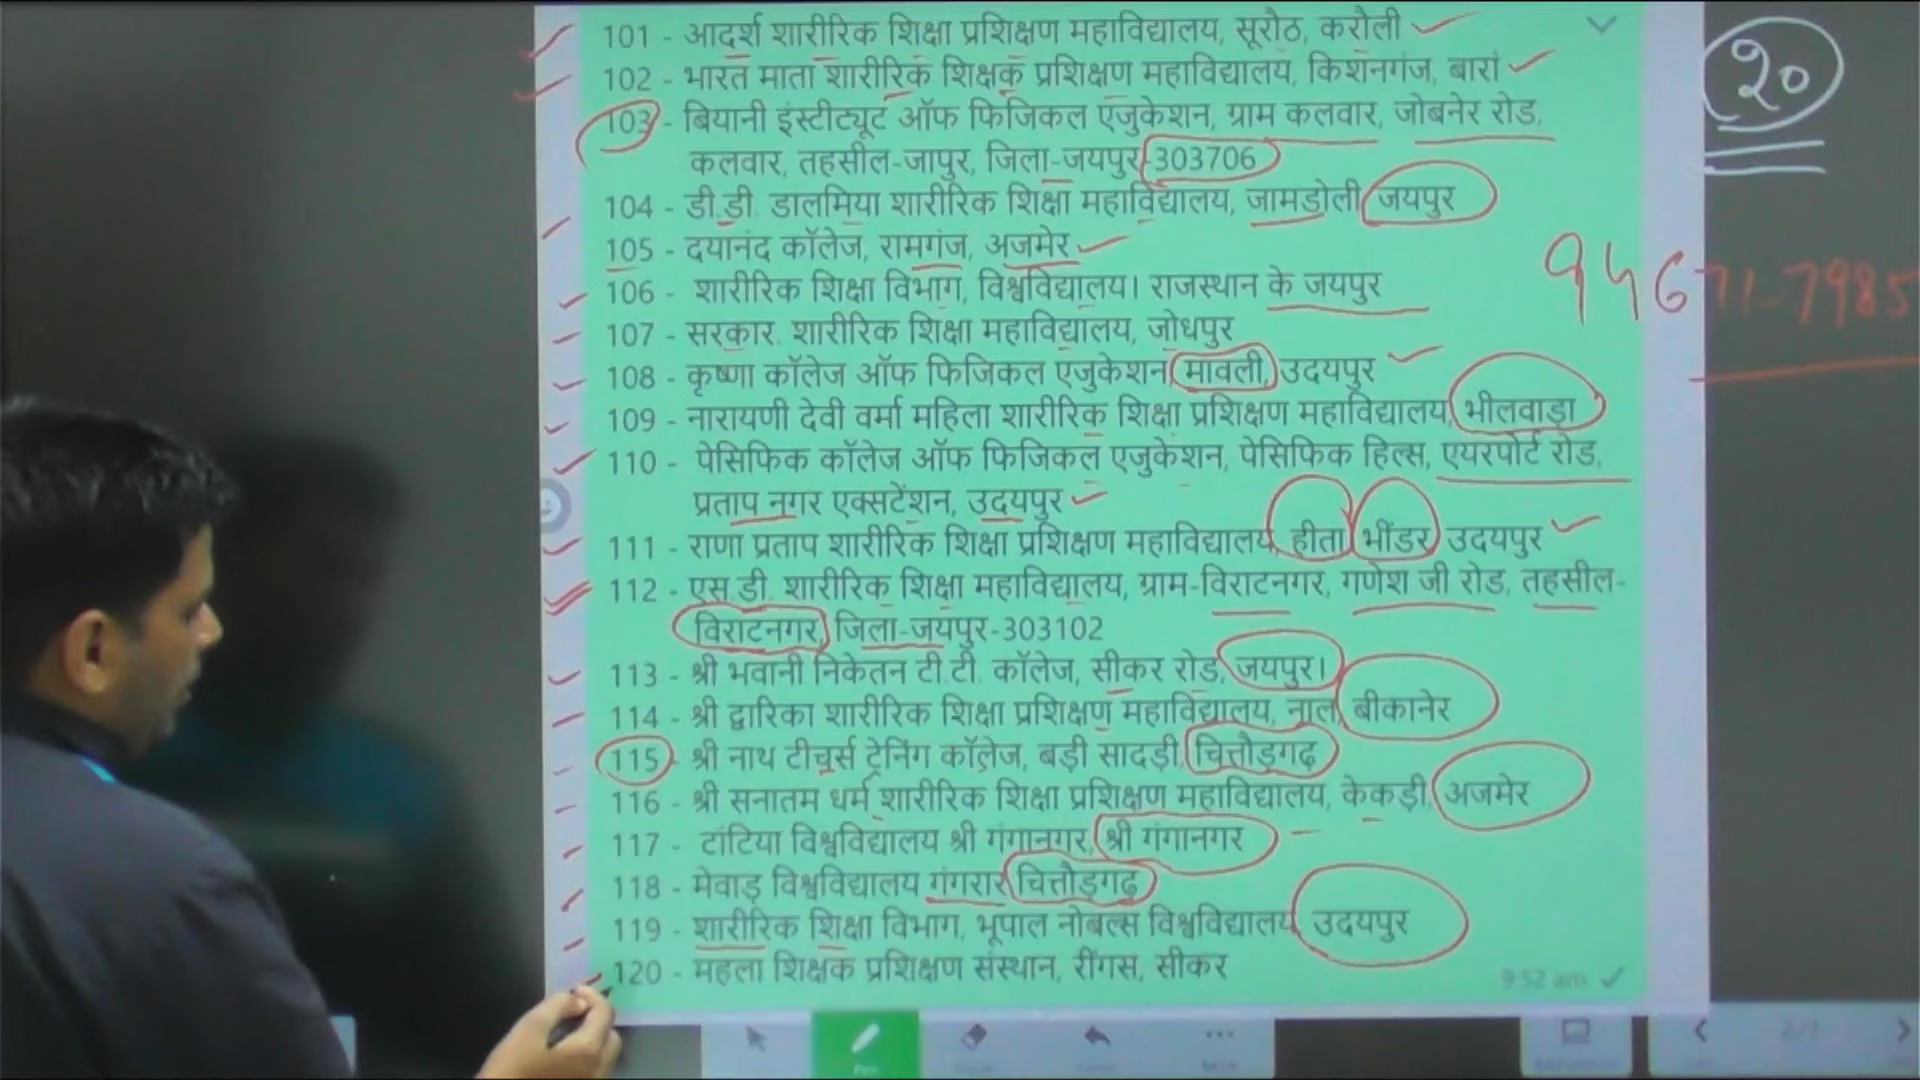 101 - आदर्श शारीरिक शिक्षा प्रशिक्षण महाविद्यालय, सूरौठ, करौली
102 - भारत माता शारीरिक शिक्षक प्रशिक्षण महाविद्यालय, किशनगंज, बारां
103 - बियानी इंस्टीट्यूट ऑफ फिजिकल एजुकेशन, ग्राम कलवार, जोबनेर रोड,
कलवार, तहसील-जापुर, जिला-जयपुर-303706
104 - डी.डी. डालमिया शारीरिक शिक्षा महाविद्यालय, जामडोली, जयपुर
105 - दयानंद कॉलेज, रामगंज, अजमेर
106 - शारीरिक शिक्षा विभाग, विश्वविद्यालय। राजस्थान के जयपुर
107 - सरकार. शारीरिक शिक्षा महाविद्यालय, जोधपुर
108 - कृष्णा कॉलेज ऑफ फिजिकल एजुकेशन, मावली, उदयपुर
109 - नारायणी देवी वर्मा महिला शारीरिक शिक्षा प्रशिक्षण महाविद्यालय, भीलवाड़ा
110 - पेसिफिक कॉलेज ऑफ फिजिकल एजुकेशन, पेसिफिक हिल्स, एयरपोर्ट रोड,
प्रताप नगर एक्सटेंशन, उदयपुर
111 - राणा प्रताप शारीरिक शिक्षा प्रशिक्षण महाविद्यालय, हीता, भींडर, उदयपुर
112 - एस.डी. शारीरिक शिक्षा महाविद्यालय, ग्राम-विराटनगर, गणेश जी रोड, तहसील-
विराटनगर, जिला-जयपुर-303102
113 - श्री भवानी निकेतन टी.टी. कॉलेज, सीकर रोड, जयपुर।
114 - श्री द्वारिका शारीरिक शिक्षा प्रशिक्षण महाविद्यालय, नाल, बीकानेर
115 - श्री नाथ टीचर्स ट्रेनिंग कॉलेज, बड़ी सादड़ी, चित्तौड़गढ़
116 - श्री सनातम धर्म शारीरिक शिक्षा प्रशिक्षण महाविद्यालय, केकड़ी, अजमेर
117 - टांटिया विश्वविद्यालय श्री गंगानगर, श्री गंगानगर
118 - मेवाड़ विश्वविद्यालय गंगरार, चित्तौड़गढ़
119 - शारीरिक शिक्षा विभाग, भूपाल नोबल्स विश्वविद्यालय, उदयपुर
120 - महला शिक्षक प्रशिक्षण संस्थान, रींगस, सीकर
9:52 am
२०
94671-7985
Pen